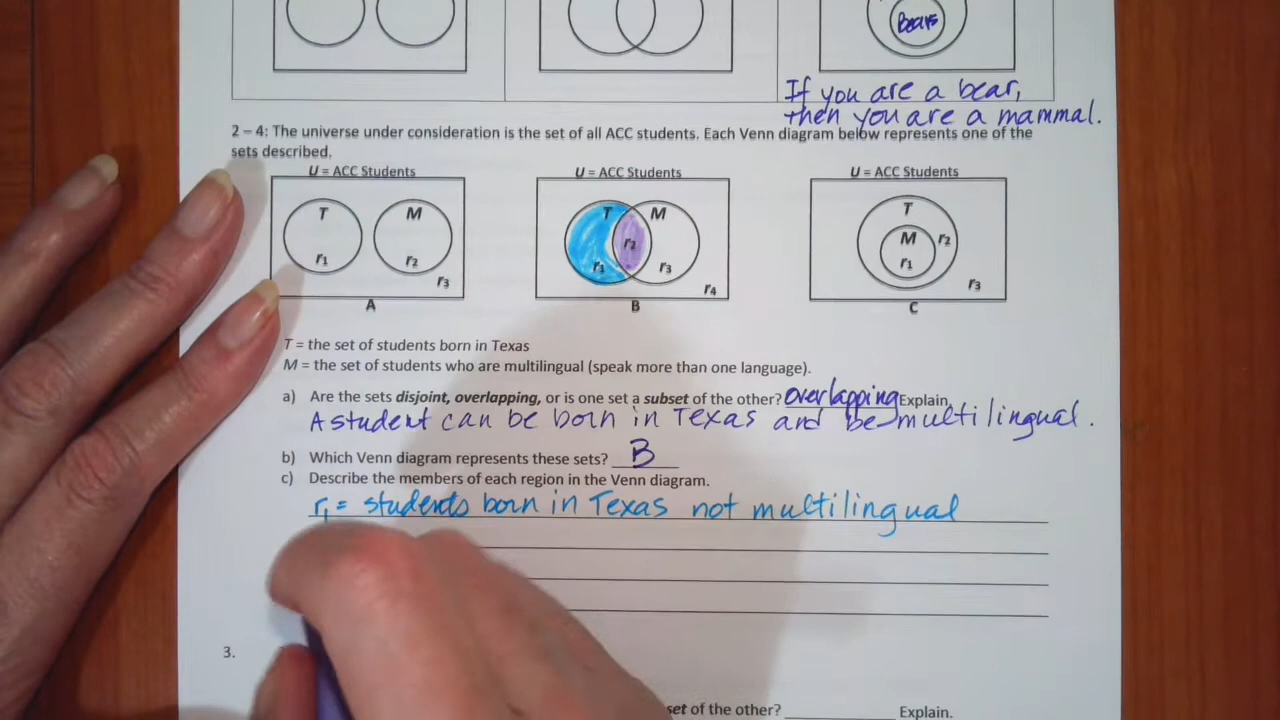 Bears
If you are a bear,
then you are a mammal.
2 – 4: The universe under consideration is the set of all ACC students. Each Venn diagram below represents one of the
sets described.
U = ACC Students U = ACC Students U = ACC Students
T M T M T
r1 r2 r3 r1 r2 r3 r4 M r1 r2 r3
A B C
T = the set of students born in Texas
M = the set of students who are multilingual (speak more than one language).
a) Are the sets disjoint, overlapping, or is one set a subset of the other? overlapping Explain.
A student can be born in Texas and be multilingual.
b) Which Venn diagram represents these sets? B
c) Describe the members of each region in the Venn diagram.
r1 = students born in Texas not multilingual
3.
set of the other? Explain.